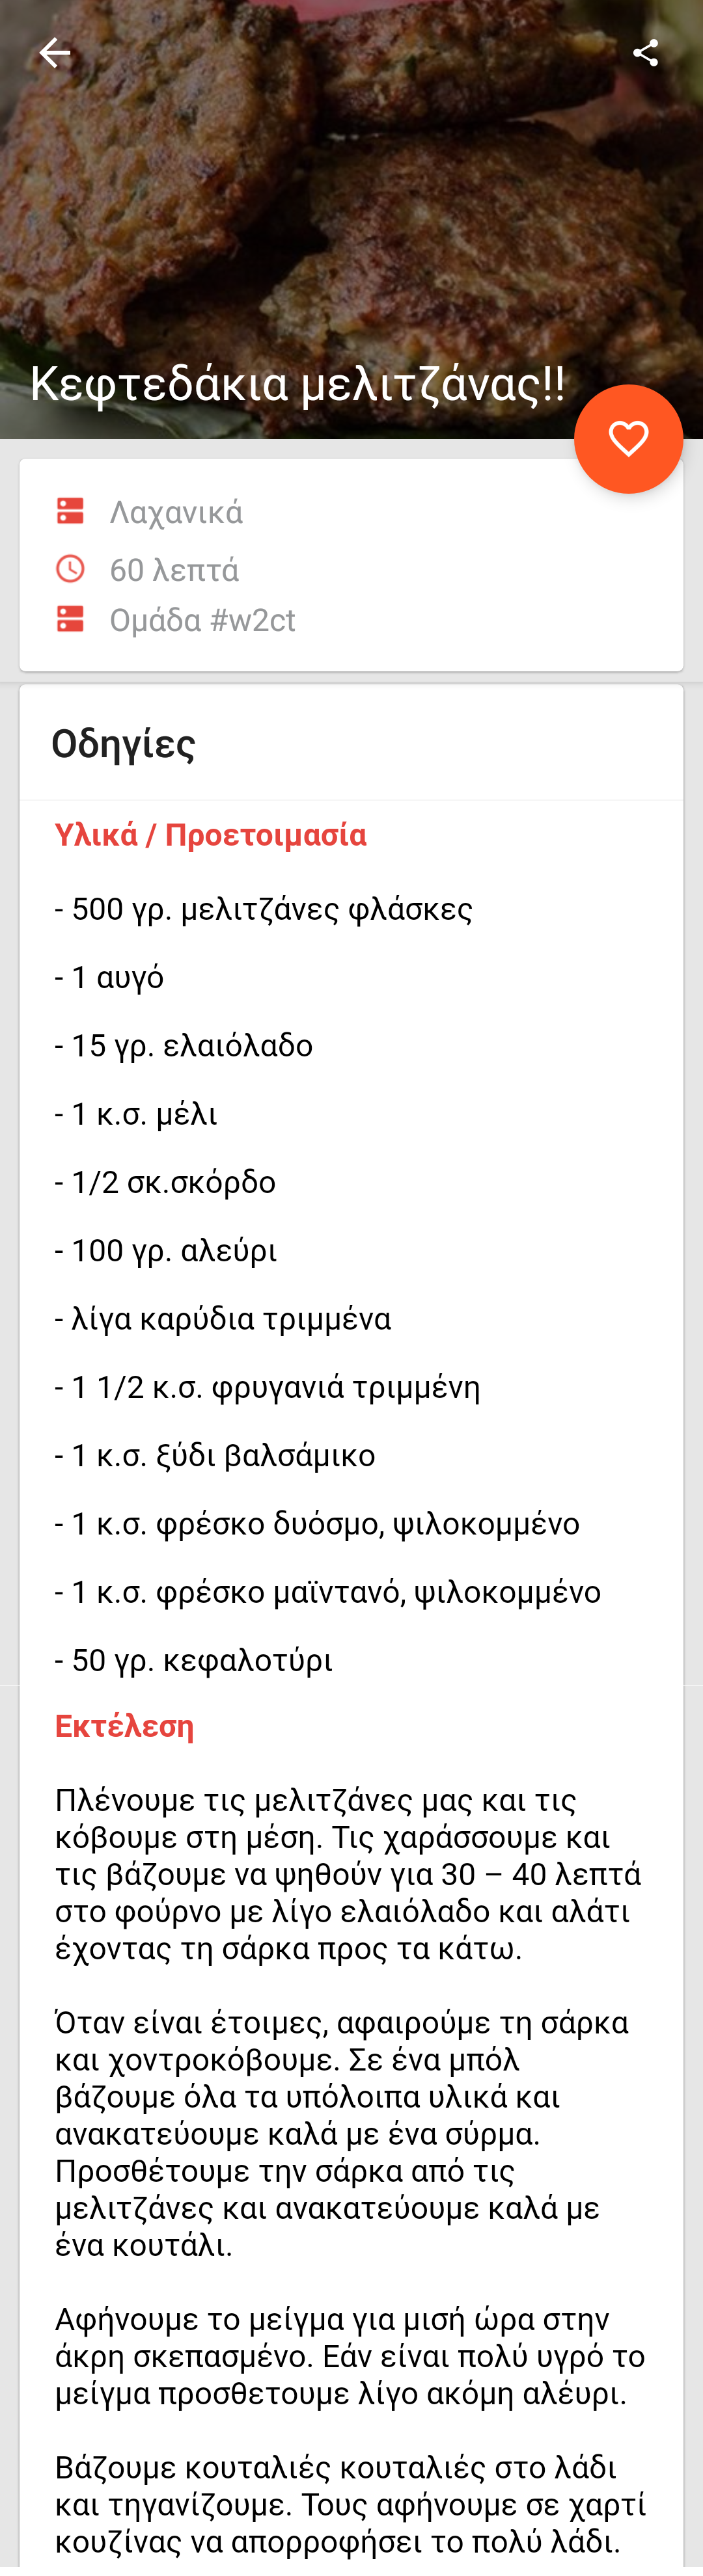 Κεφτεδάκια μελιτζάνας!!
Λαχανικά
60 λεπτά
Ομάδα #w2ct
Οδηγίες
Υλικά / Προετοιμασία
- 500 γρ. μελιτζάνες φλάσκες
- 1 αυγό
- 15 γρ. ελαιόλαδο
- 1 κ.σ. μέλι
- 1/2 σκ.σκόρδο
- 100 γρ. αλεύρι
- λίγα καρύδια τριμμένα
- 1 1/2 κ.σ. φρυγανιά τριμμένη
- 1 κ.σ. ξύδι βαλσάμικο
- 1 κ.σ. φρέσκο δυόσμο, ψιλοκομμένο
- 1 κ.σ. φρέσκο μαϊντανό, ψιλοκομμένο
- 50 γρ. κεφαλοτύρι
Εκτέλεση
Πλένουμε τις μελιτζάνες μας και τις
κόβουμε στη μέση. Τις χαράσσουμε και
τις βάζουμε να ψηθούν για 30 – 40 λεπτά
στο φούρνο με λίγο ελαιόλαδο και αλάτι
έχοντας τη σάρκα προς τα κάτω.
Όταν είναι έτοιμες, αφαιρούμε τη σάρκα
και χοντροκόβουμε. Σε ένα μπόλ
βάζουμε όλα τα υπόλοιπα υλικά και
ανακατεύουμε καλά με ένα σύρμα.
Προσθέτουμε την σάρκα από τις
μελιτζάνες και ανακατεύουμε καλά με
ένα κουτάλι.
Αφήνουμε το μείγμα για μισή ώρα στην
άκρη σκεπασμένο. Εάν είναι πολύ υγρό το
μείγμα προσθετουμε λίγο ακόμη αλέυρι.
Βάζουμε κουταλιές κουταλιές στο λάδι
και τηγανίζουμε. Τους αφήνουμε σε χαρτί
κουζίνας να απορροφήσει το πολύ λάδι.